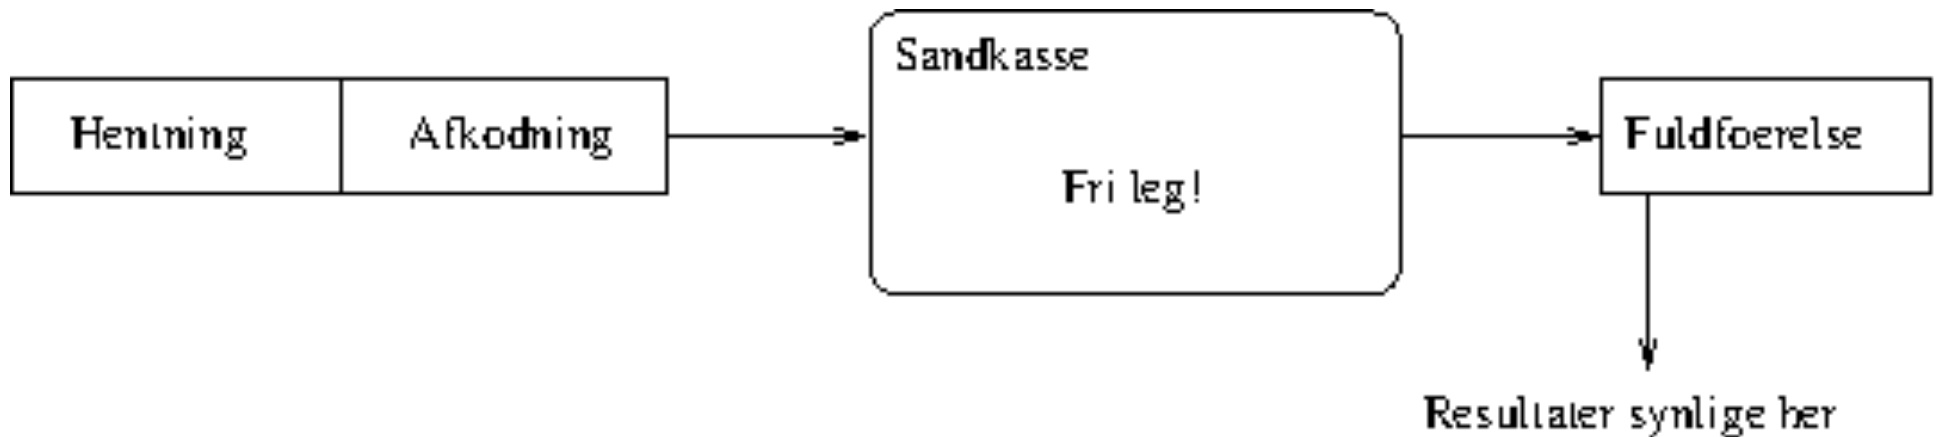 Sandkasse
Hentning
Afkodning
Fuldfoerelse
Fri leg!
Resultater synlige her